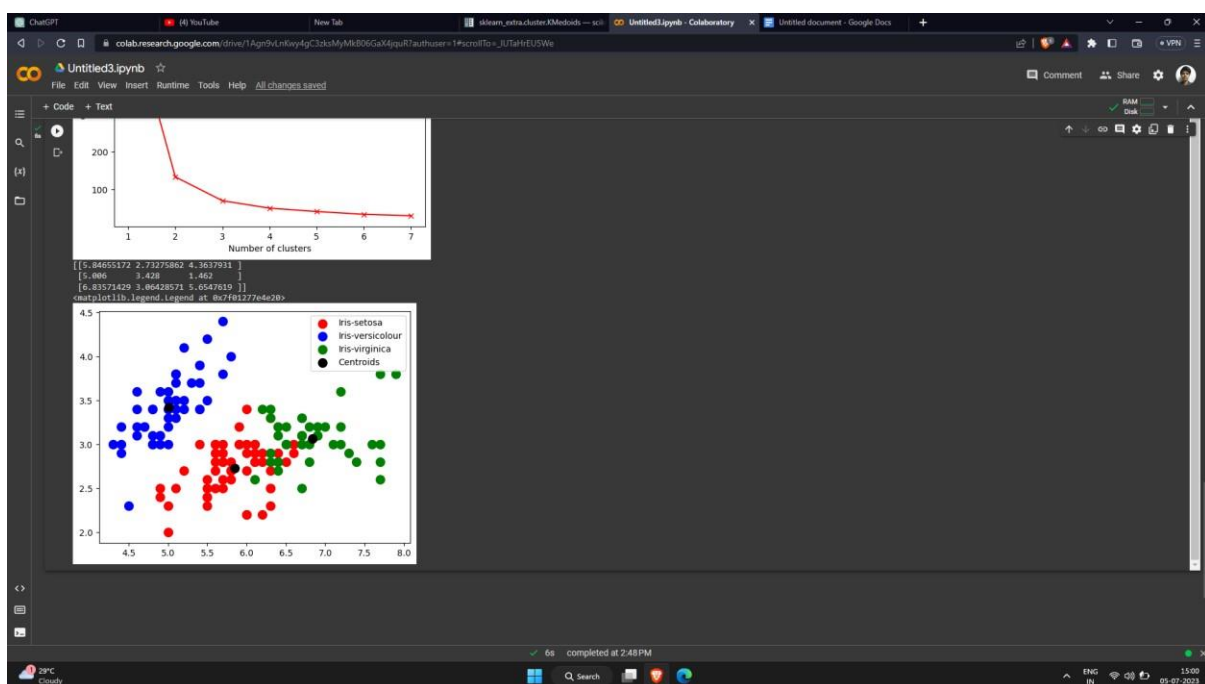 ChatGPT
(4) YouTube
New Tab
sklearn_extra.cluster.KMedoids — scii
Untitled3.ipynb - Colaboratory
Untitled document - Google Docs
colab.research.google.com/drive/1Agn9vLnKwy4gC3zksMyMkB06GaX4jquR?authuser=1#scrollTo=_IUTaHrEU5We
VPN
Untitled3.ipynb
File Edit View Insert Runtime Tools Help All changes saved
Comment
Share
+ Code + Text
RAM
Disk
6s
{x}
200
100
1 2 3 4 5 6 7
Number of clusters
[[5.84655172 2.73275862 4.3637931 ]
[5.006 3.428 1.462 ]
[6.83571429 3.06428571 5.6547619 ]]
<matplotlib.legend.Legend at 0x7f01277e4e20>
4.5
4.0
3.5
3.0
2.5
2.0
Iris-setosa
Iris-versicolour
Iris-virginica
Centroids
4.5 5.0 5.5 6.0 6.5 7.0 7.5 8.0
6s completed at 2:48 PM
1
29°C
Cloudy
Search
ENG
IN
15:00
05-07-2023